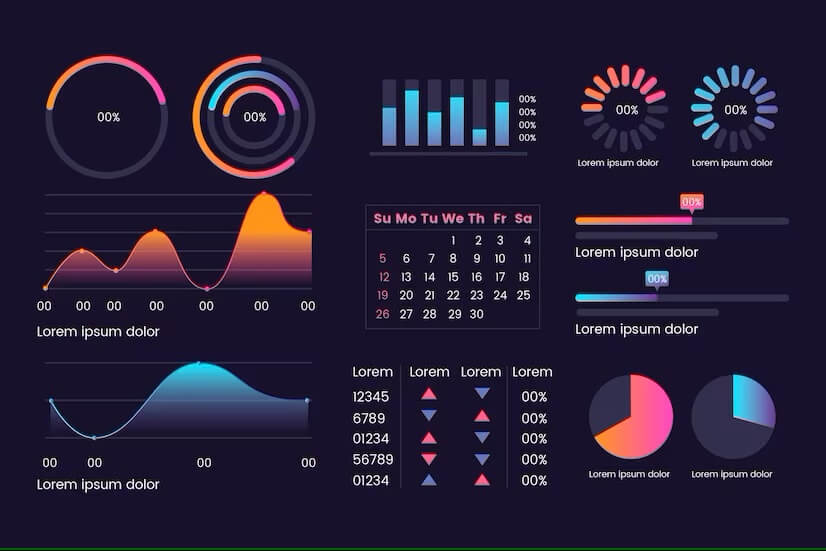 00%
00%
00%
00%
00%
00%
00%
Lorem ipsum dolor
00%
Lorem ipsum dolor
00 00 00 00 00 00 00
Lorem ipsum dolor
Su Mo Tu We Th Fr Sa
1 2 3 4
5 6 7 8 9 10 11
12 13 14 15 16 17 18
19 20 21 22 23 24 25
26 27 28 29 30
00%
Lorem ipsum dolor
00%
Lorem ipsum dolor
00 00 00 00
Lorem ipsum dolor
Lorem Lorem Lorem Lorem
12345 00%
6789 00%
01234 00%
56789 00%
01234 00%
Lorem ipsum dolor
Lorem ipsum dolor